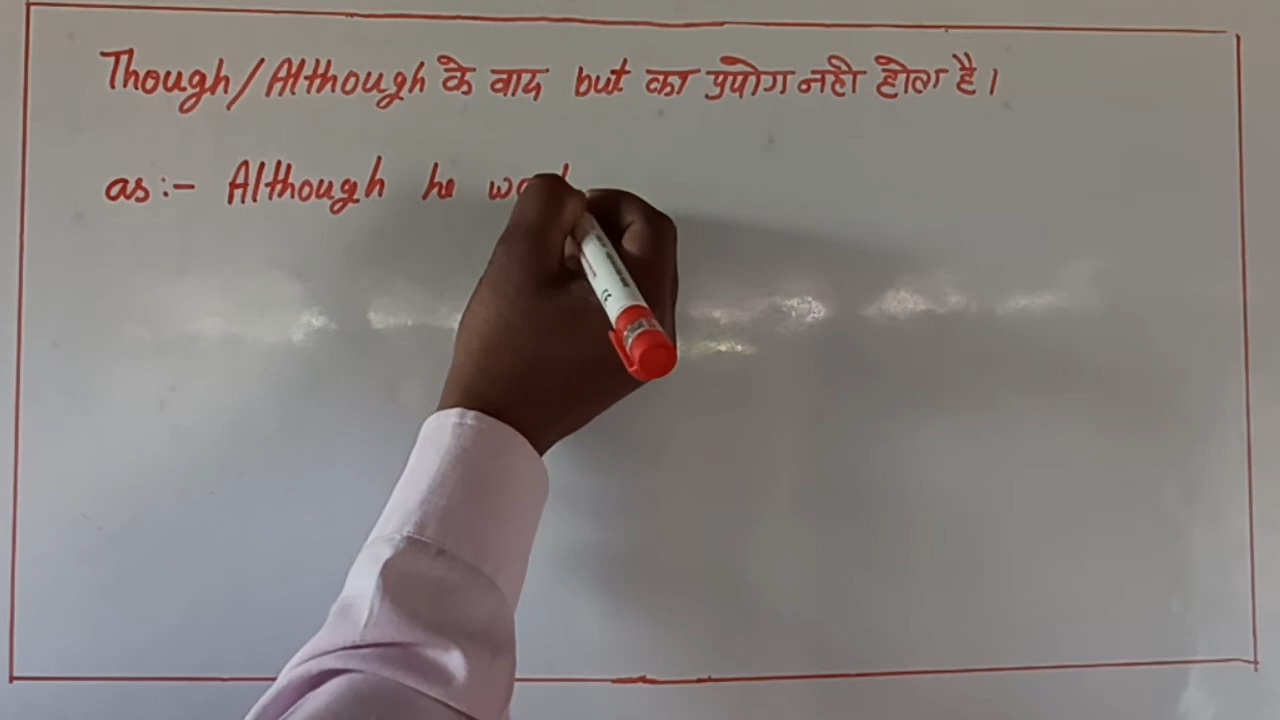 Though/Although के वाद but का प्रयोग नही होता है।
as:- Although he